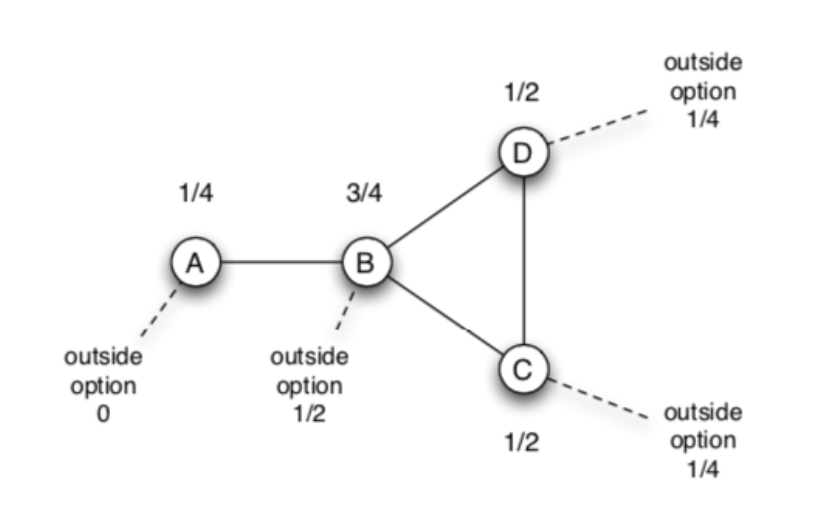 outside
option
1/4
1/2
D
1/4
3/4
A
B
outside
option
0
outside
option
1/2
C
1/2
outside
option
1/4